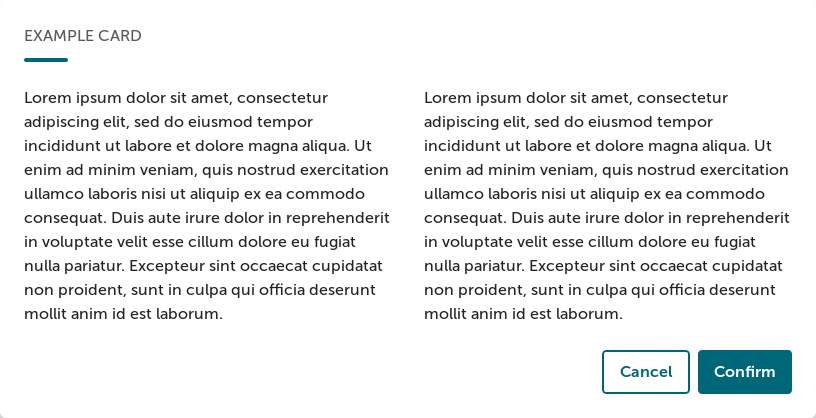 EXAMPLE CARD
Lorem ipsum dolor sit amet, consectetur
adipiscing elit, sed do eiusmod tempor
incididunt ut labore et dolore magna aliqua. Ut
enim ad minim veniam, quis nostrud exercitation
ullamco laboris nisi ut aliquip ex ea commodo
consequat. Duis aute irure dolor in reprehenderit
in voluptate velit esse cillum dolore eu fugiat
nulla pariatur. Excepteur sint occaecat cupidatat
non proident, sunt in culpa qui officia deserunt
mollit anim id est laborum.
Lorem ipsum dolor sit amet, consectetur
adipiscing elit, sed do eiusmod tempor
incididunt ut labore et dolore magna aliqua. Ut
enim ad minim veniam, quis nostrud exercitation
ullamco laboris nisi ut aliquip ex ea commodo
consequat. Duis aute irure dolor in reprehenderit
in voluptate velit esse cillum dolore eu fugiat
nulla pariatur. Excepteur sint occaecat cupidatat
non proident, sunt in culpa qui officia deserunt
mollit anim id est laborum.
Cancel
Confirm